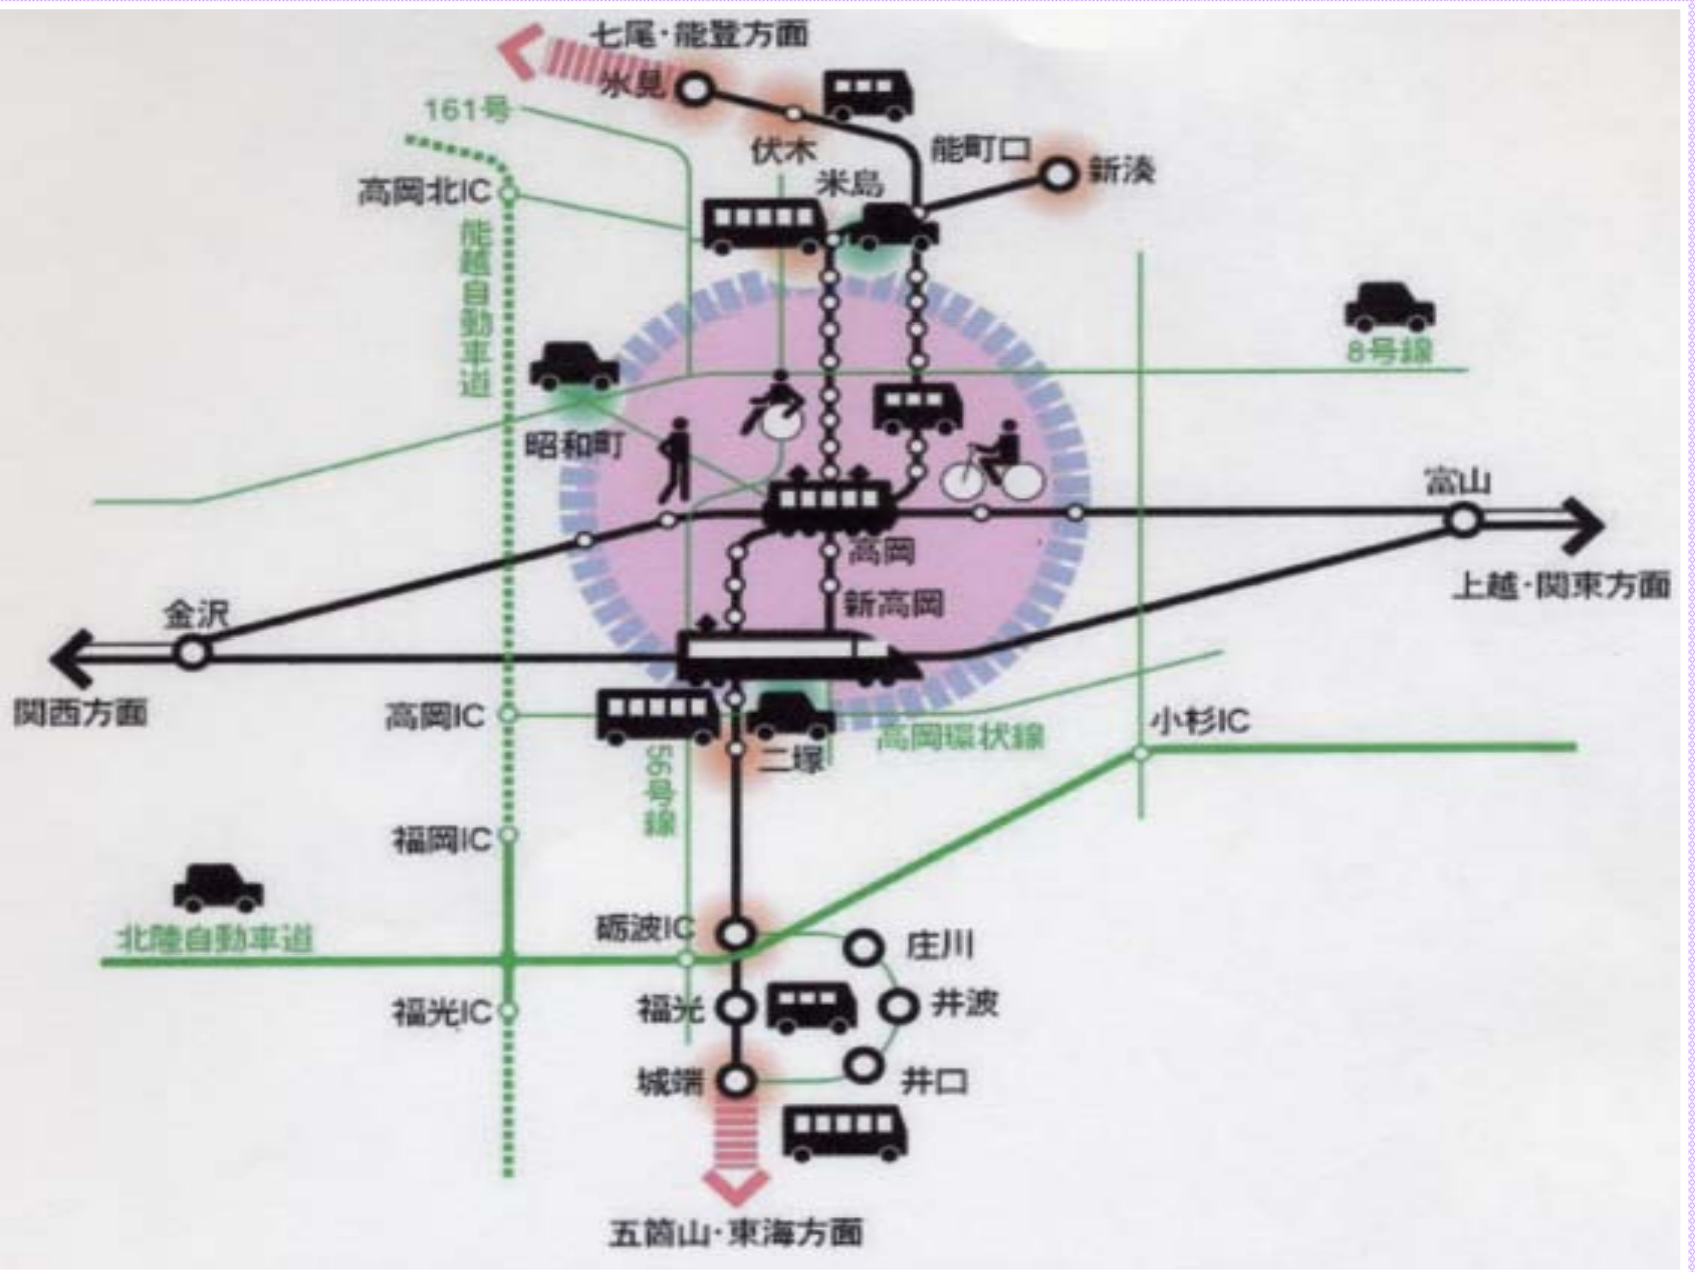 七尾・能登方面
氷見
161号
伏木
能町口
新湊
米島
高岡北IC
能越自動車道
8号線
昭和町
富山
高岡
上越・関東方面
新高岡
金沢
関西方面
高岡IC
小杉IC
高岡環状線
二塚
56号線
福岡IC
砺波IC
北陸自動車道
庄川
福光IC
福光
井波
城端
井口
五箇山・東海方面